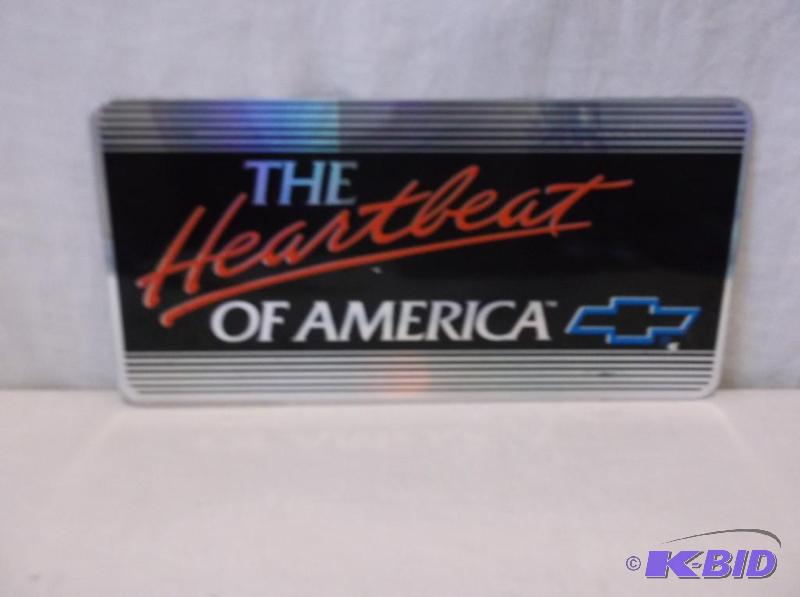 THE
Heartbeat
OF AMERICA™
© K-BID